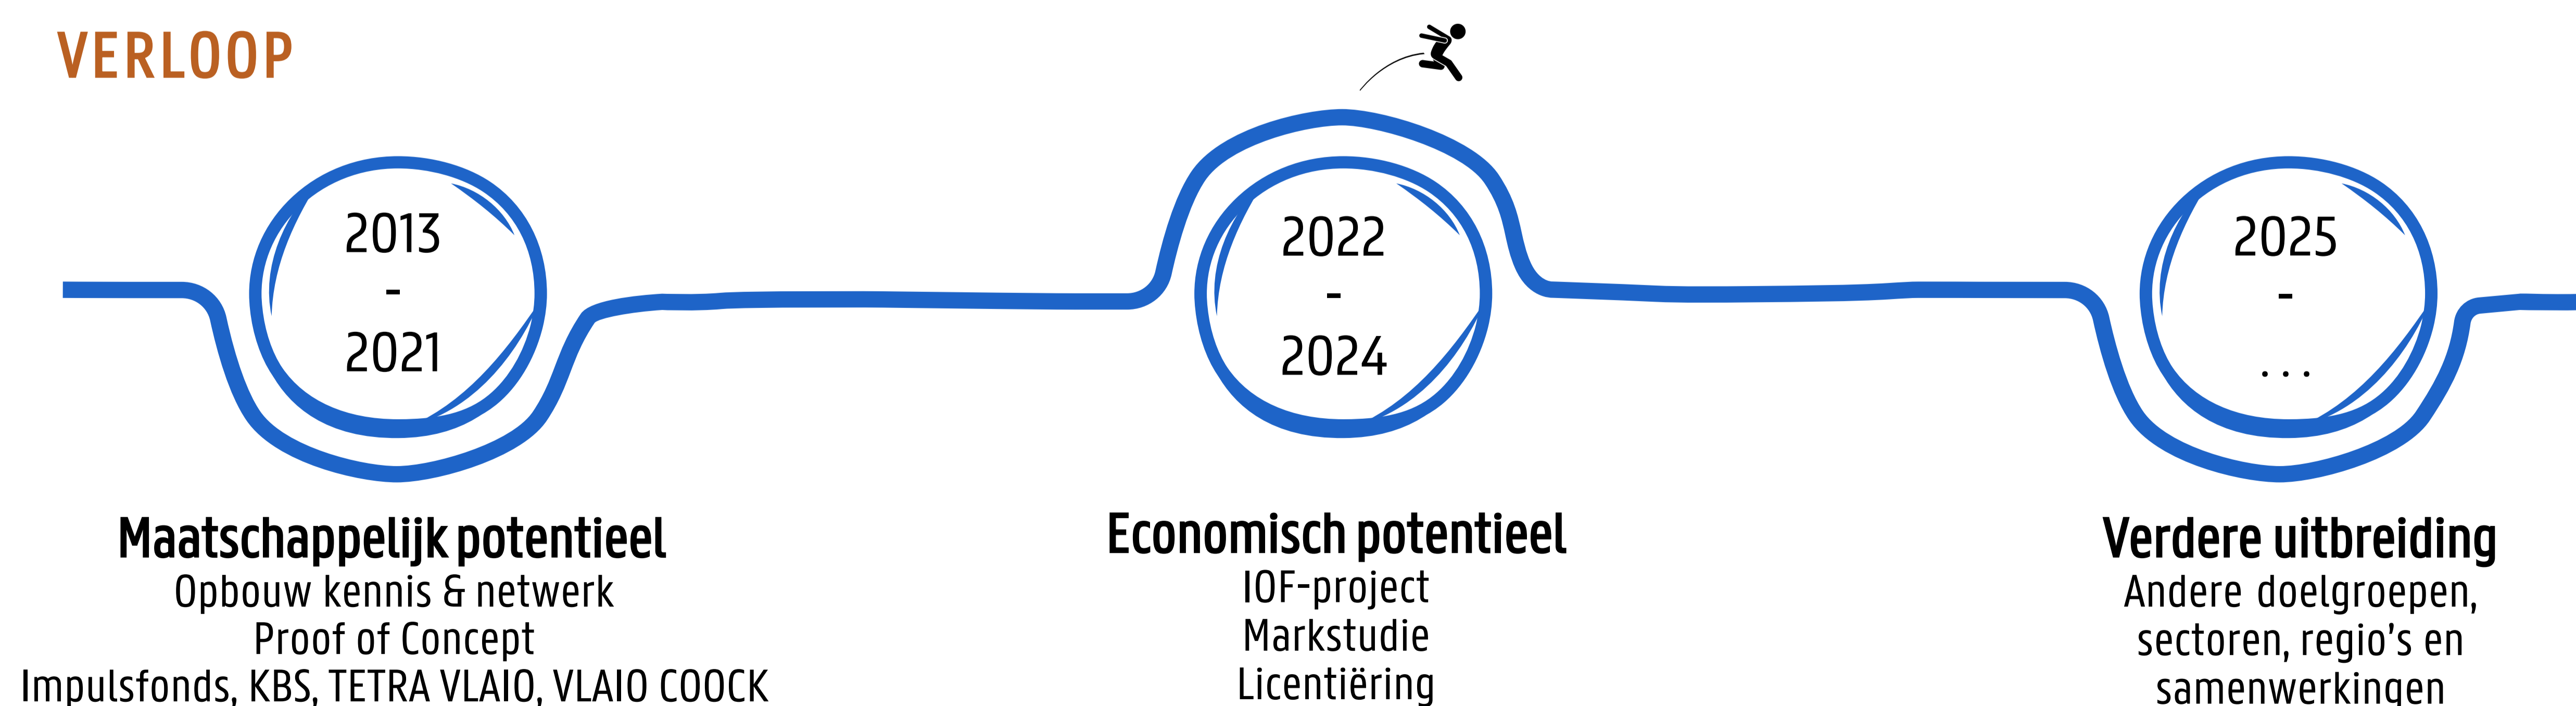 VERLOOP
2013
-
2021
Maatschappelijk potentieel
Opbouw kennis & netwerk
Proof of Concept
Impulsfonds, KBS, TETRA VLAIO, VLAIO COOCK
2022
-
2024
Economisch potentieel
IOF-project
Markstudie
Licentiëring
2025
-
...
Verdere uitbreiding
Andere doelgroepen,
sectoren, regio's en
samenwerkingen